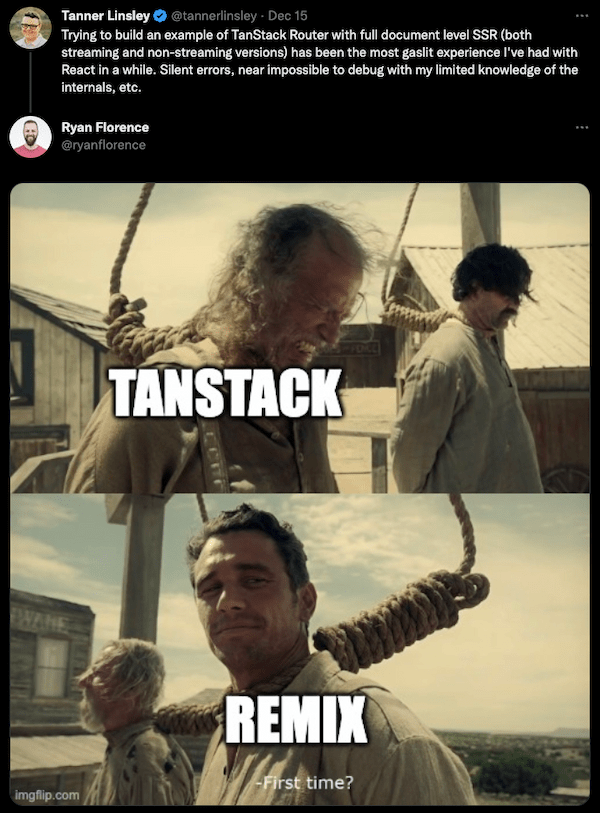 Tanner Linsley @tannerlinsley · Dec 15
Trying to build an example of TanStack Router with full document level SSR (both
streaming and non-streaming versions) has been the most gaslit experience I've had with
React in a while. Silent errors, near impossible to debug with my limited knowledge of the
internals, etc.
Ryan Florence
@ryanflorence
TANSTACK
REMIX
-First time?
imgflip.com